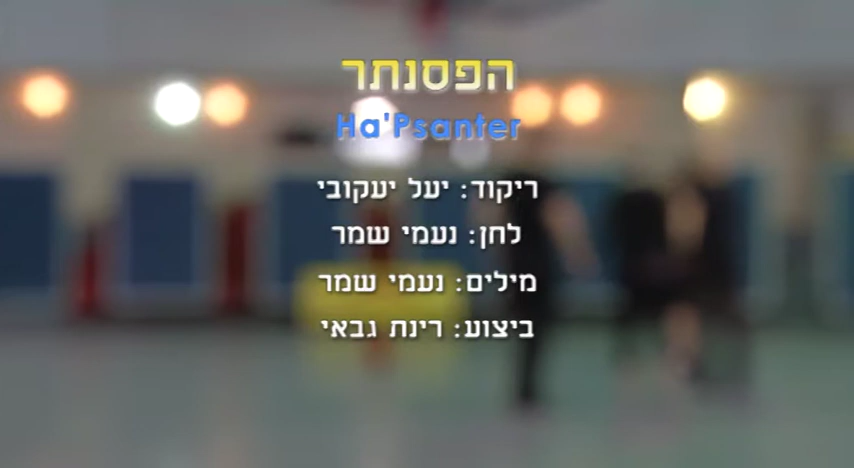 הפסנתר
Ha'Psanter
ריקוד: יעל יעקובי
לחן: נעמי שמר
מילים: נעמי שמר
ביצוע: רינת גבאי